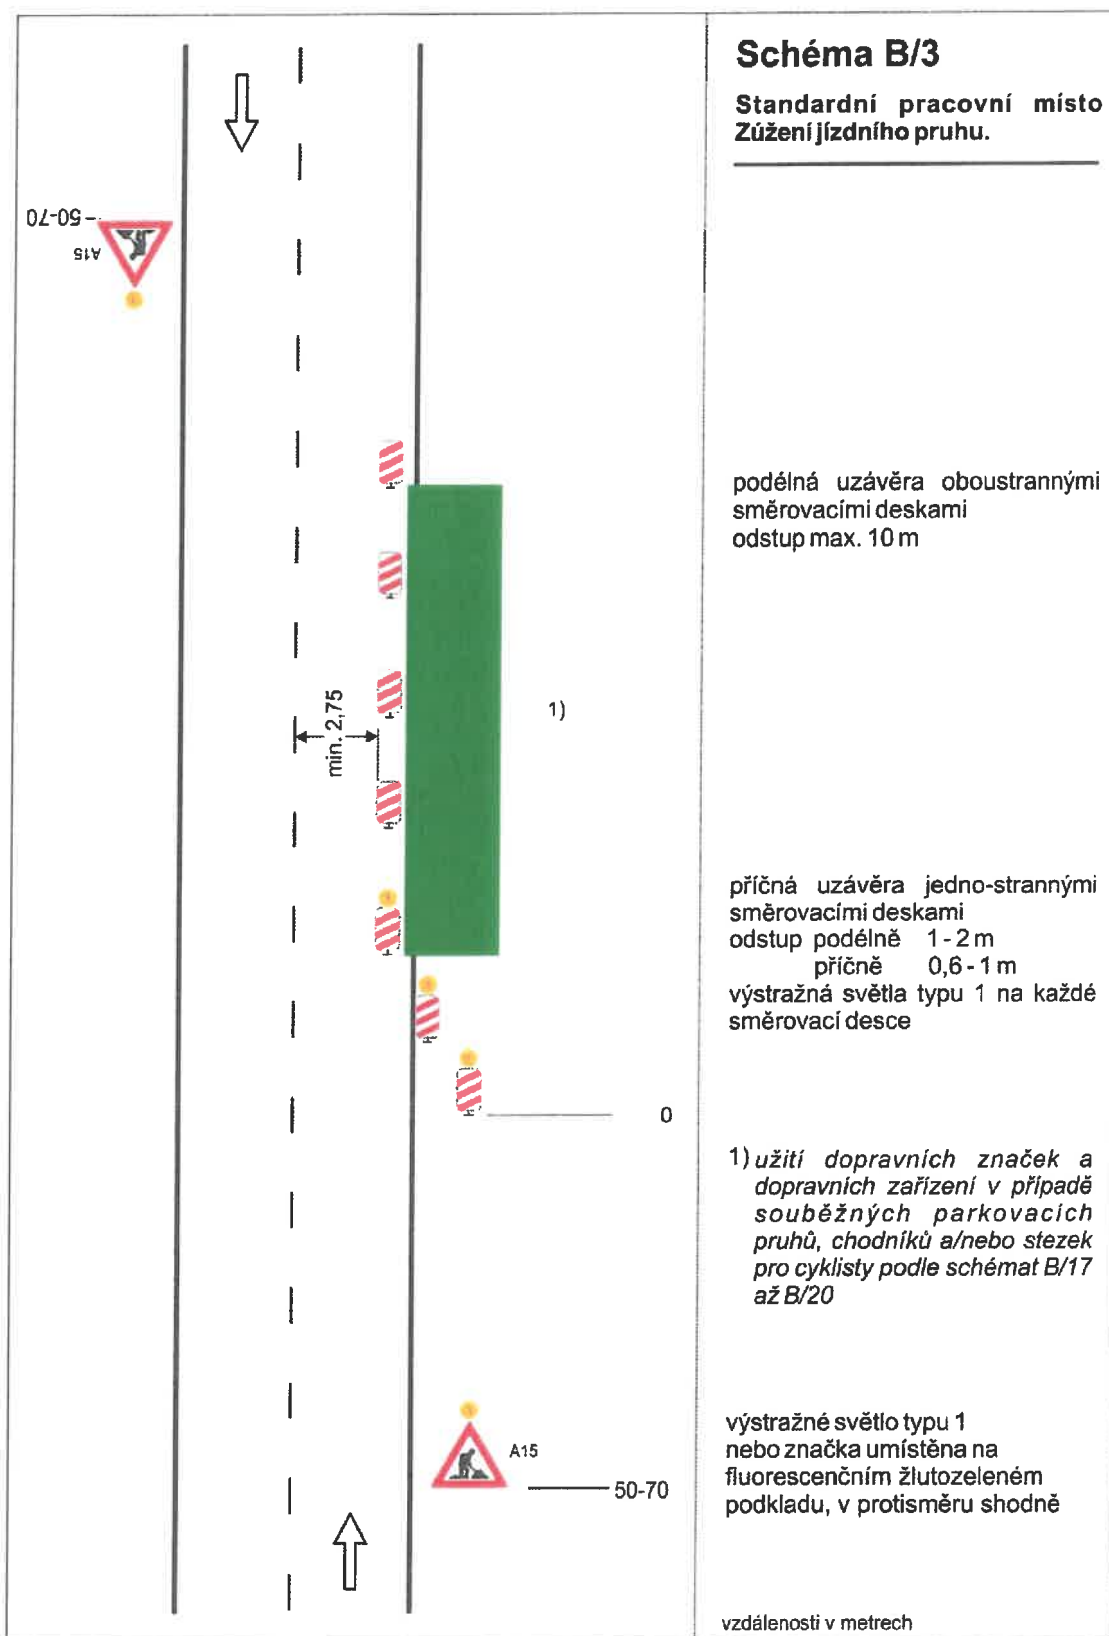 Schéma B/3
Standardní pracovní místo
Zúžení jízdního pruhu.
50-70
A15
podélná uzávěra oboustrannými
směrovacími deskami
odstup max. 10 m
min. 2,75
1)
příčná uzávěra jedno-strannými
směrovacími deskami
odstup podélně 1-2 m
příčně 0,6-1 m
výstražná světla typu 1 na každé
směrovací desce
0
1) užití dopravních značek a
dopravních zařízení v případě
souběžných parkovacích
pruhů, chodníků a/nebo stezek
pro cyklisty podle schémat B/17
až B/20
A15
50-70
výstražné světlo typu 1
nebo značka umístěna na
fluorescenčním žlutozeleném
podkladu, v protisměru shodně
vzdálenosti v metrech